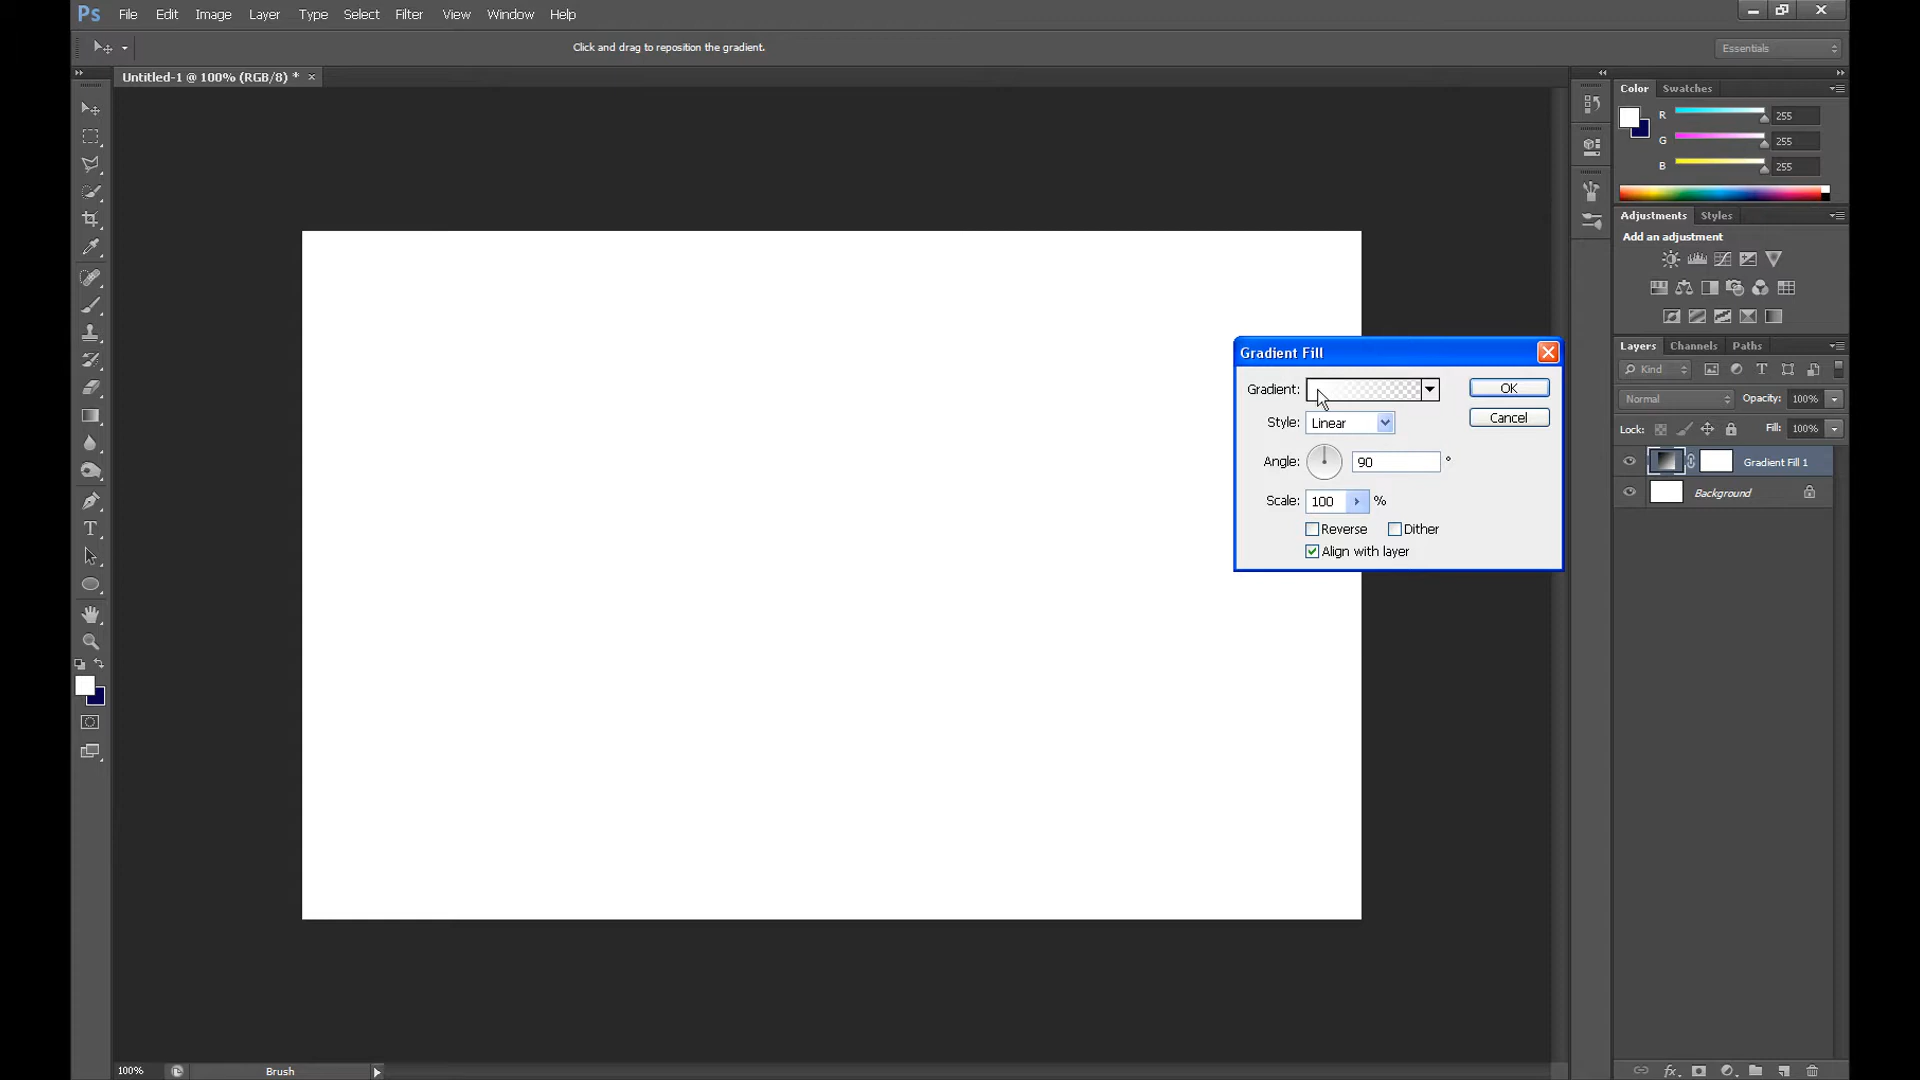 Ps File Edit Image Layer Type Select Filter View Window Help
Click and drag to reposition the gradient.
Essentials
Untitled-1 @ 100% (RGB/8) * ×
Color Swatches
R 255
G 255
B 255
Adjustments Styles
Add an adjustment
Layers Channels Paths
Kind
Normal Opacity: 100%
Lock: Fill: 100%
Gradient Fill 1
Background
Gradient Fill
Gradient: OK
Style: Linear Cancel
Angle: 90 °
Scale: 100 %
Reverse Dither
Align with layer
T
fx
100% Brush